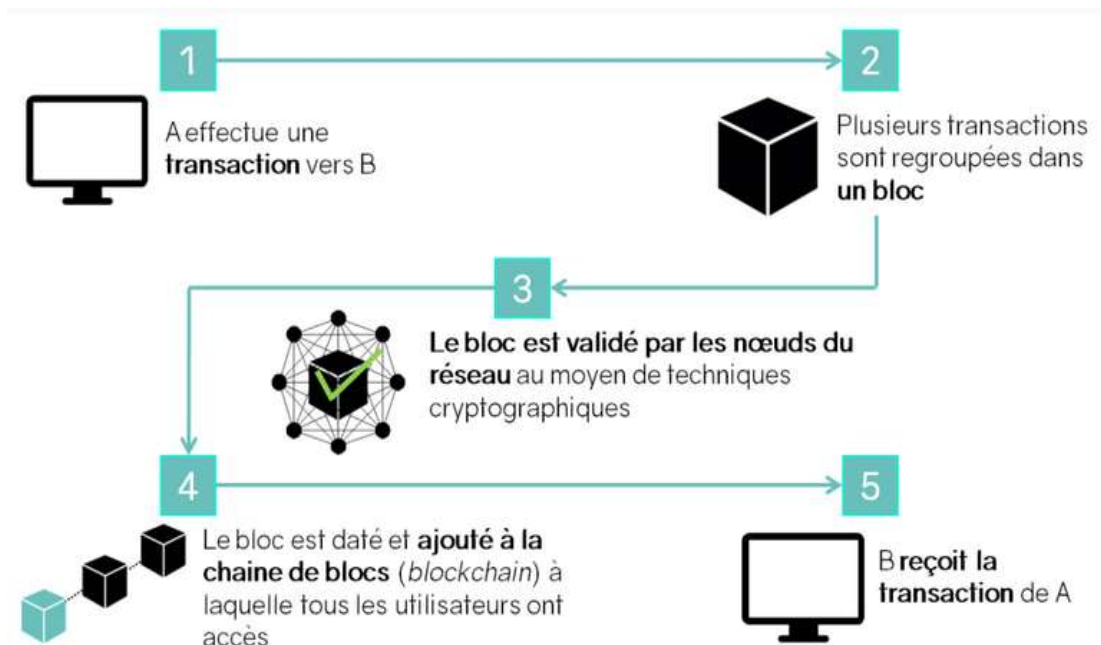 1
2
A effectue une
transaction vers B
Plusieurs transactions
sont regroupées dans
un bloc
3
Le bloc est validé par les nœuds du
réseau au moyen de techniques
cryptographiques
4
5
Le bloc est daté et ajouté à la
chaine de blocs (blockchain) à
laquelle tous les utilisateurs ont
accès
B reçoit la
transaction de A